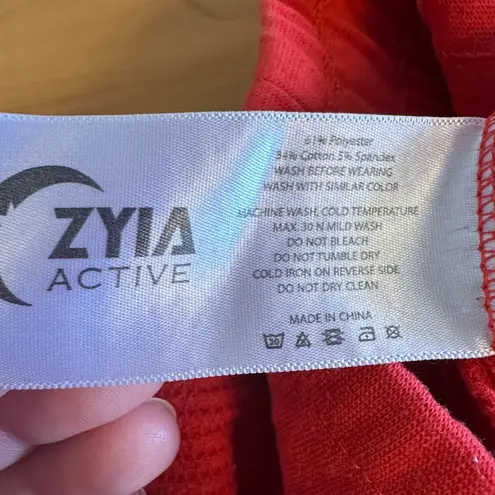 ZYIA
ACTIVE
61% Polyester
34% Cotton 5% Spandex
WASH BEFORE WEARING
WASH WITH SIMILAR COLOR
MACHINE WASH, COLD TEMPERATURE
MAX. 30 N MILD WASH
DO NOT BLEACH
DO NOT TUMBLE DRY
COLD IRON ON REVERSE SIDE
DO NOT DRY CLEAN
MADE IN CHINA
30